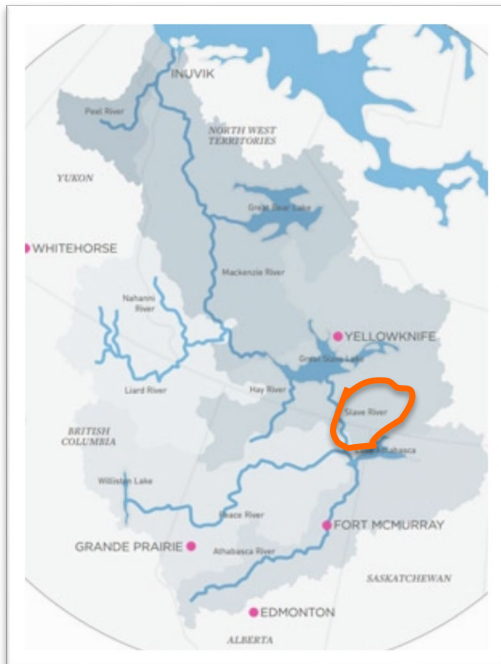 INUVIK
Peel River
NORTH WEST
TERRITORIES
YUKON
Great Bear Lake
WHITEHORSE
Mackenzie River
Nahanni
River
YELLOWKNIFE
Great Slave Lake
Liard River
Hay River
Slave River
BRITISH
COLUMBIA
Lake Athabasca
Williston Lake
Peace River
FORT MCMURRAY
GRANDE PRAIRIE
Athabasca River
SASKATCHEWAN
EDMONTON
ALBERTA